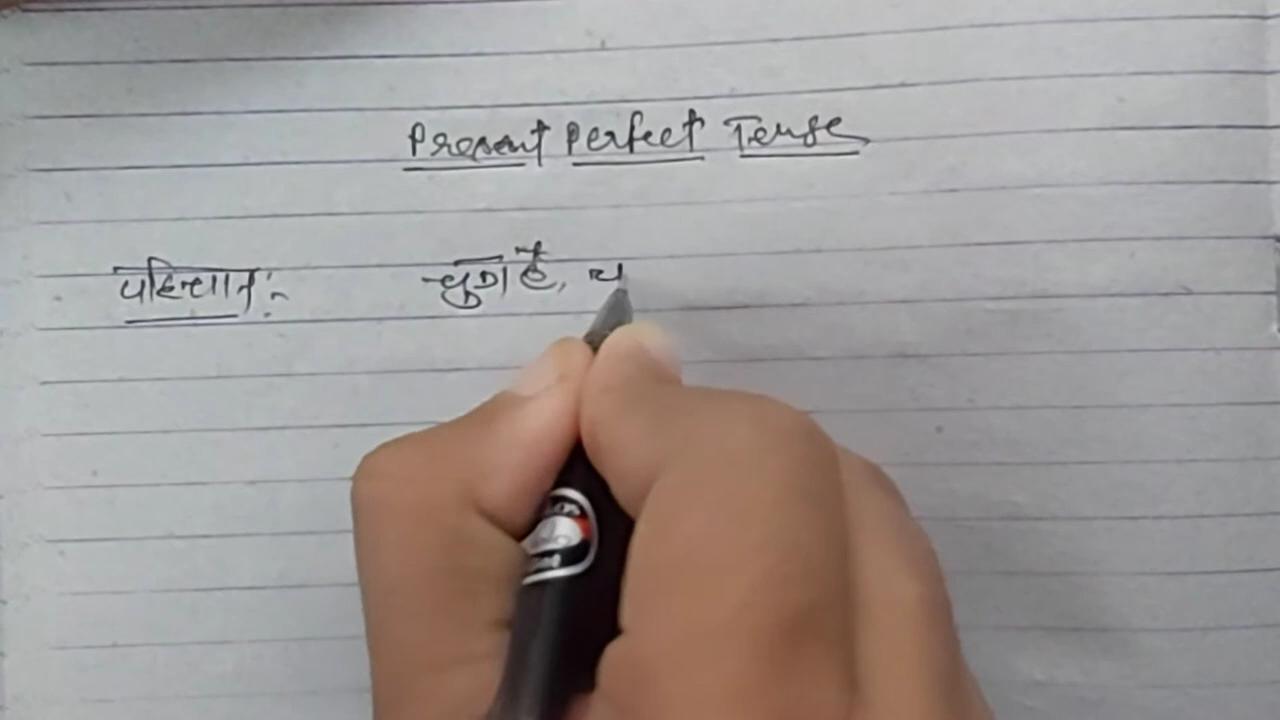 Present Perfect Tense
पहिचान :- चुका है, च